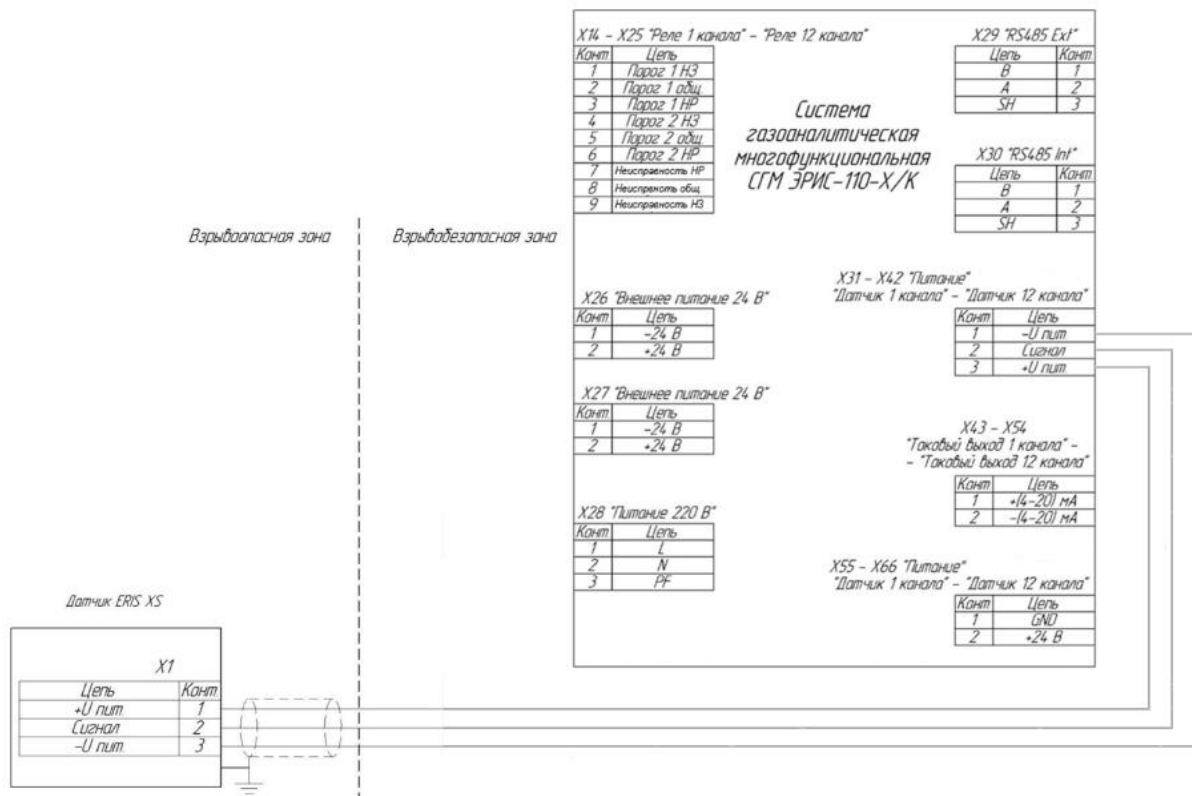 X14 - X25 "Реле 1 канала" - "Реле 12 канала"
Конт Цепь
1 Порог 1 НЗ
2 Порог 1 общ.
3 Порог 1 НР
4 Порог 2 НЗ
5 Порог 2 общ.
6 Порог 2 НР
7 Неисправность НР
8 Неиспрвность общ.
9 Неисправность НЗ
X29 "RS485 Ext"
Цепь Конт
B 1
A 2
SH 3
Система
газоаналитическая
многофункциональная
СГМ ЭРИС-110-X/K
X30 "RS485 Int"
Цепь Конт
B 1
A 2
SH 3
Взрывоопасная зона
Взрывобезопасная зона
X26 "Внешнее питание 24 В"
Конт Цепь
1 -24 В
2 +24 В
X31 - X42 "Питание"
"Датчик 1 канала" - "Датчик 12 канала"
Конт Цепь
1 -U пит.
2 Сигнал
3 +U пит.
X27 "Внешнее питание 24 В"
Конт Цепь
1 -24 В
2 +24 В
X43 - X54
"Токовый выход 1 канала" -
- "Токовый выход 12 канала"
Конт Цепь
1 +(4-20) мА
2 -(4-20) мА
X28 "Питание 220 В"
Конт Цепь
1 L
2 N
3 PF
X55 - X66 "Питание"
"Датчик 1 канала" - "Датчик 12 канала"
Конт Цепь
1 GND
2 +24 В
Датчик ERIS XS
X1
Цепь Конт
+U пит. 1
Сигнал 2
-U пит. 3